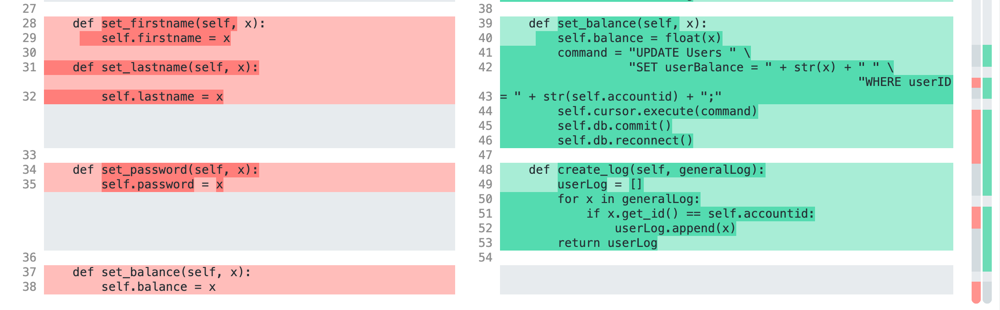 27
28     def set_firstname(self, x):
29         self.firstname = x
30
31     def set_lastname(self, x):
32         self.lastname = x
33
34     def set_password(self, x):
35         self.password = x
36
37     def set_balance(self, x):
38         self.balance = x
38
39     def set_balance(self, x):
40         self.balance = float(x)
41         command = "UPDATE Users " \
42                   "SET userBalance = " + str(x) + " " \
"WHERE userID
43 = " + str(self.accountid) + ";"
44         self.cursor.execute(command)
45         self.db.commit()
46         self.db.reconnect()
47
48     def create_log(self, generalLog):
49         userLog = []
50         for x in generalLog:
51             if x.get_id() == self.accountid:
52                 userLog.append(x)
53         return userLog
54